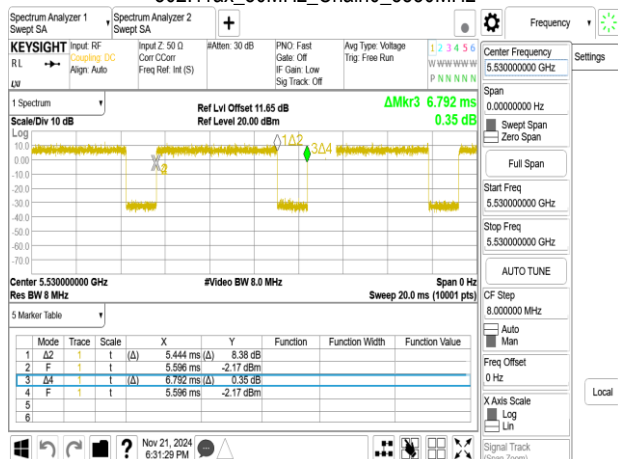 Spectrum Analyzer 1
Swept SA
Spectrum Analyzer 2
Swept SA
+
Frequency
KEYSIGHT
RL
Input: RF
Coupling: DC
Align: Auto
Input Z: 50 Ω
Corr CCorr
Freq Ref: Int (S)
#Atten: 30 dB
PNO: Fast
Gate: Off
IF Gain: Low
Sig Track: Off
Avg Type: Voltage
Trig: Free Run
1 2 3 4 5 6
W W W W W W
P N N N N N
1 Spectrum
Scale/Div 10 dB
Ref Lvl Offset 11.65 dB
Ref Level 20.00 dBm
ΔMkr3 6.792 ms
0.35 dB
Log
10.0
0.00
-10.0
-20.0
-30.0
-40.0
-50.0
-60.0
-70.0
1Δ2
3Δ4
Center 5.530000000 GHz
Res BW 8 MHz
#Video BW 8.0 MHz
Span 0 Hz
Sweep 20.0 ms (10001 pts)
5 Marker Table
Mode Trace Scale X Y Function Function Width Function Value
1 Δ2 1 t (Δ) 5.444 ms (Δ) 8.38 dB
2 F 1 t 5.596 ms -2.17 dBm
3 Δ4 1 t (Δ) 6.792 ms (Δ) 0.35 dB
4 F 1 t 5.596 ms -2.17 dBm
5
6
Nov 21, 2024
6:31:29 PM
Center Frequency
5.530000000 GHz
Span
0.00000000 Hz
Swept Span
Zero Span
Full Span
Start Freq
5.530000000 GHz
Stop Freq
5.530000000 GHz
AUTO TUNE
CF Step
8.000000 MHz
Auto
Man
Freq Offset
0 Hz
X Axis Scale
Log
Lin
Signal Track
Settings
Local